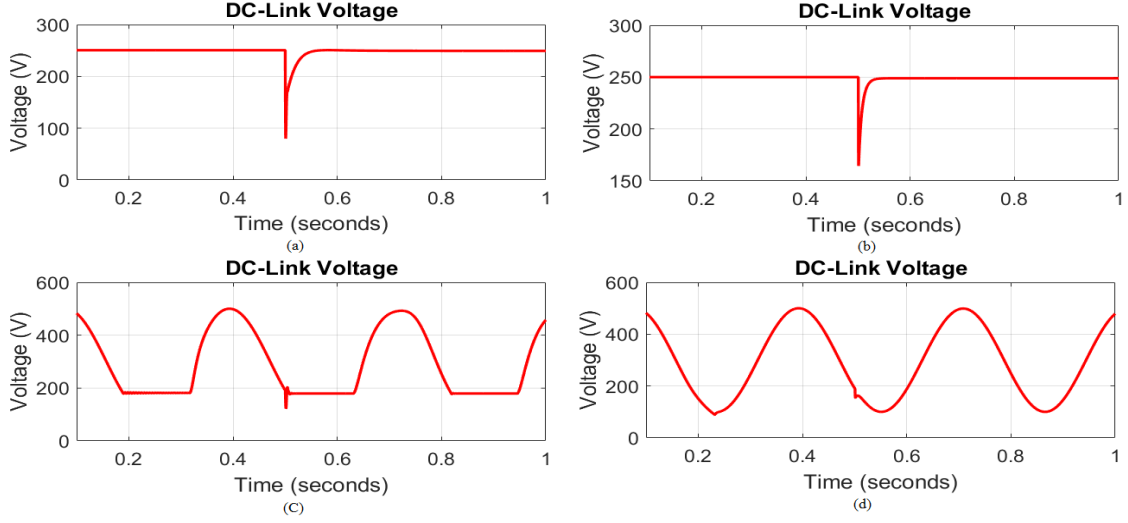 DC-Link Voltage
Voltage (V)
300
200
100
0
0.2
0.4
0.6
0.8
1
Time (seconds)
(a)
DC-Link Voltage
Voltage (V)
300
250
200
150
0.2
0.4
0.6
0.8
1
Time (seconds)
(b)
DC-Link Voltage
Voltage (V)
600
400
200
0
0.2
0.4
0.6
0.8
1
Time (seconds)
(C)
DC-Link Voltage
Voltage (V)
600
400
200
0
0.2
0.4
0.6
0.8
1
Time (seconds)
(d)